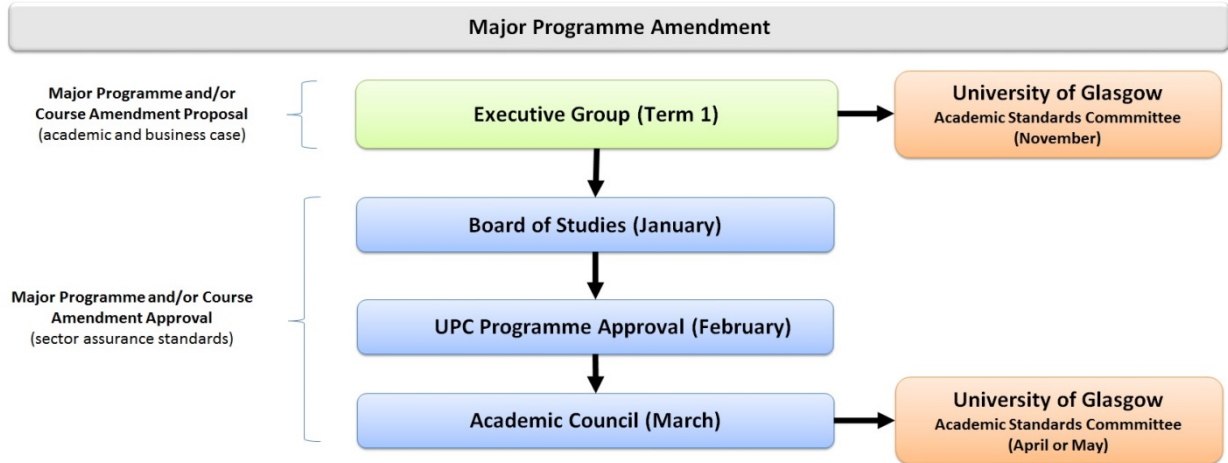 Major Programme Amendment
Major Programme and/or
Course Amendment Proposal
(academic and business case)
Executive Group (Term 1)
University of Glasgow
Academic Standards Commmittee
(November)
Board of Studies (January)
Major Programme and/or Course
Amendment Approval
(sector assurance standards)
UPC Programme Approval (February)
Academic Council (March)
University of Glasgow
Academic Standards Commmittee
(April or May)